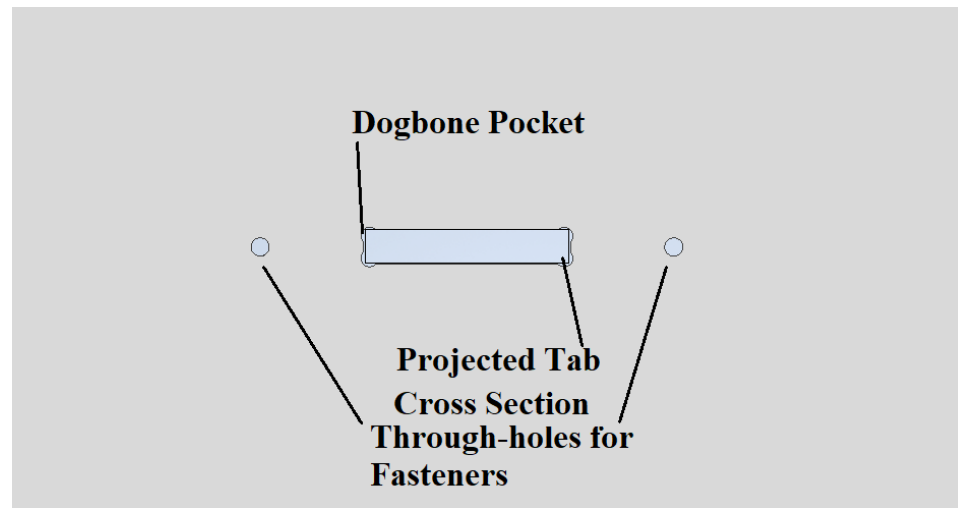 Dogbone Pocket
Projected Tab
Cross Section
Through-holes for
Fasteners